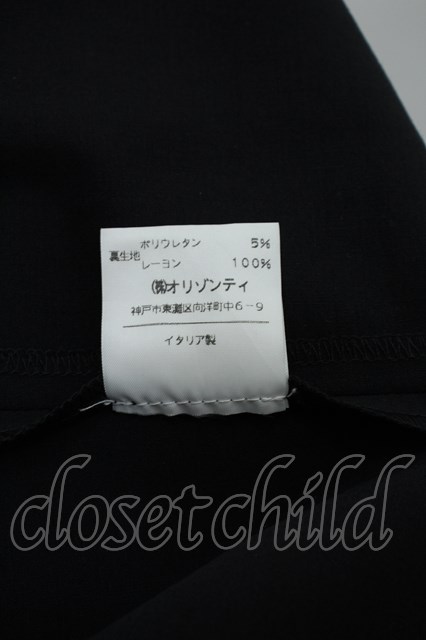 ポリウレタン 5%
裏生地
レーヨン 100%
㈱オリゾンティ
神戸市東灘区向洋町中6-9
イタリア製
closetchild